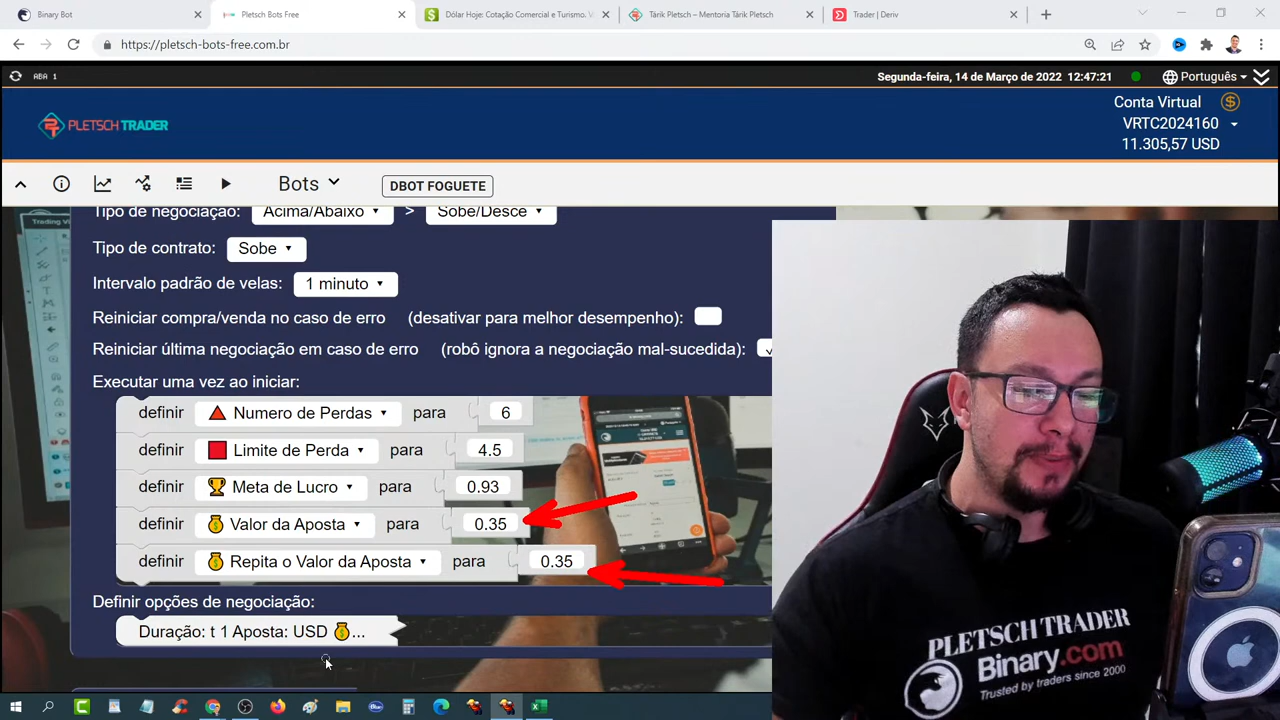 Binary Bot
Pletsch Bots Free
Dólar Hoje: Cotação Comercial e Turismo. V
Tárik Pletsch – Mentoria Tárik Pletsch
Trader | Deriv
https://pletsch-bots-free.com.br
ABA 1
Segunda-feira, 14 de Março de 2022 12:47:21
Português
PLETSCH TRADER
Conta Virtual
VRTC2024160
11.305,57 USD
Bots
DBOT FOGUETE
Tipo de negociação: Acima/Abaixo > Sobe/Desce
Tipo de contrato: Sobe
Intervalo padrão de velas: 1 minuto
Reiniciar compra/venda no caso de erro (desativar para melhor desempenho):
Reiniciar última negociação em caso de erro (robô ignora a negociação mal-sucedida):
Executar uma vez ao iniciar:
definir Numero de Perdas para 6
definir Limite de Perda para 4.5
definir Meta de Lucro para 0.93
definir Valor da Aposta para 0.35
definir Repita o Valor da Aposta para 0.35
Definir opções de negociação:
Duração: t 1 Aposta: USD ...
PLETSCH TRADER
Binary.com
Trusted by traders since 2000